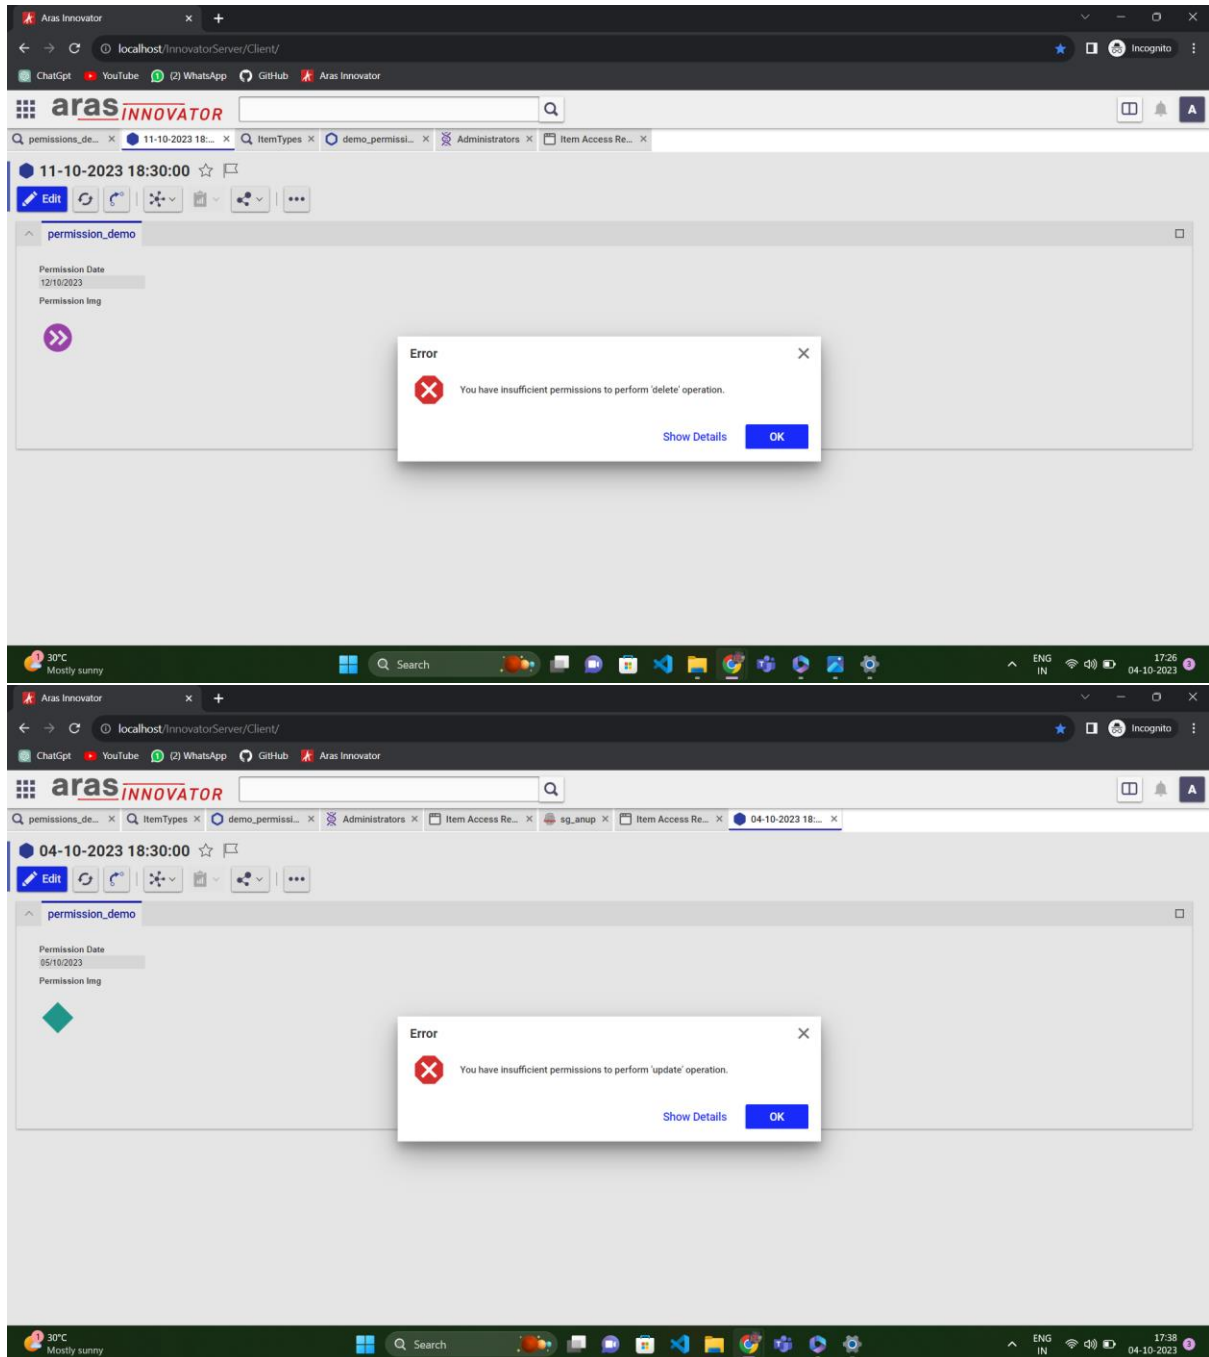 Aras Innovator
localhost/InnovatorServer/Client/
Incognito
ChatGpt YouTube (2) WhatsApp GitHub Aras Innovator
aras INNOVATOR
A
pemissions_de... 11-10-2023 18:... ItemTypes demo_permissi... Administrators Item Access Re...
11-10-2023 18:30:00
Edit
permission_demo
Permission Date
12/10/2023
Permission Img
Error
You have insufficient permissions to perform 'delete' operation.
Show Details OK
1 30°C
Mostly sunny
Search
ENG
IN
17:26
04-10-2023
Aras Innovator
localhost/InnovatorServer/Client/
Incognito
ChatGpt YouTube (2) WhatsApp GitHub Aras Innovator
aras INNOVATOR
A
pemissions_de... ItemTypes demo_permissi... Administrators Item Access Re... sg_anup Item Access Re... 04-10-2023 18:...
04-10-2023 18:30:00
Edit
permission_demo
Permission Date
05/10/2023
Permission Img
Error
You have insufficient permissions to perform 'update' operation.
Show Details OK
1 30°C
Mostly sunny
Search
ENG
IN
17:38
04-10-2023